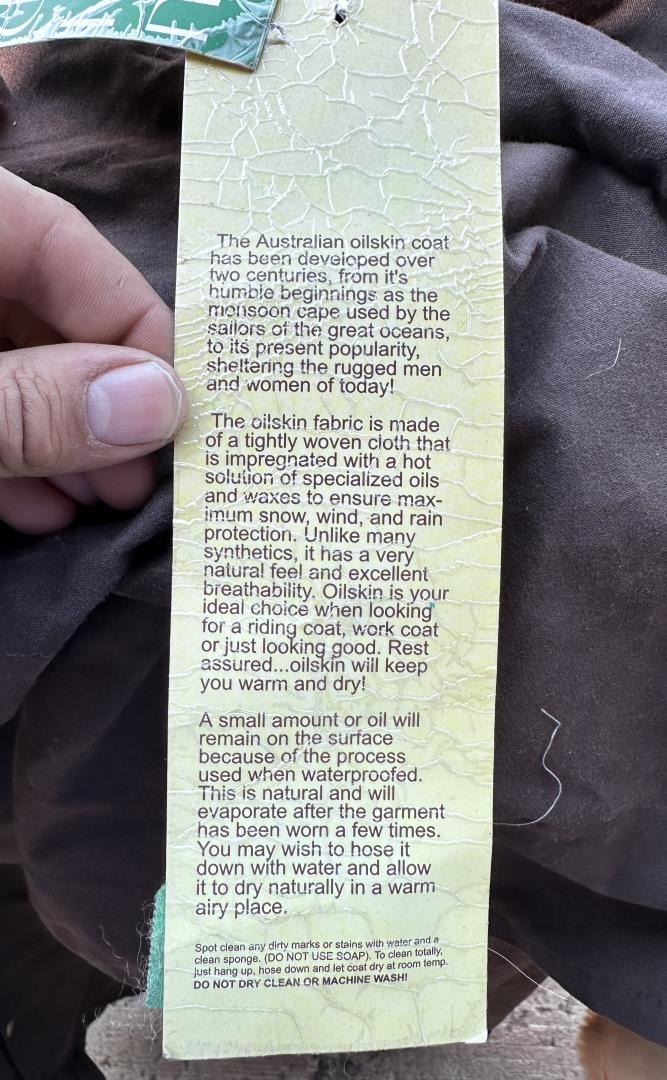 The Australian oilskin coat
has been developed over
two centuries, from it's
humble beginnings as the
monsoon cape used by the
sailors of the great oceans,
to its present popularity,
sheltering the rugged men
and women of today!
The oilskin fabric is made
of a tightly woven cloth that
is impregnated with a hot
solution of specialized oils
and waxes to ensure max-
imum snow, wind, and rain
protection. Unlike many
synthetics, it has a very
natural feel and excellent
breathability. Oilskin is your
ideal choice when looking
for a riding coat, work coat
or just looking good. Rest
assured...oilskin will keep
you warm and dry!
A small amount or oil will
remain on the surface
because of the process
used when waterproofed.
This is natural and will
evaporate after the garment
has been worn a few times.
You may wish to hose it
down with water and allow
it to dry naturally in a warm
airy place.
Spot clean any dirty marks or stains with water and a
clean sponge. (DO NOT USE SOAP). To clean totally,
just hang up, hose down and let coat dry at room temp.
DO NOT DRY CLEAN OR MACHINE WASH!